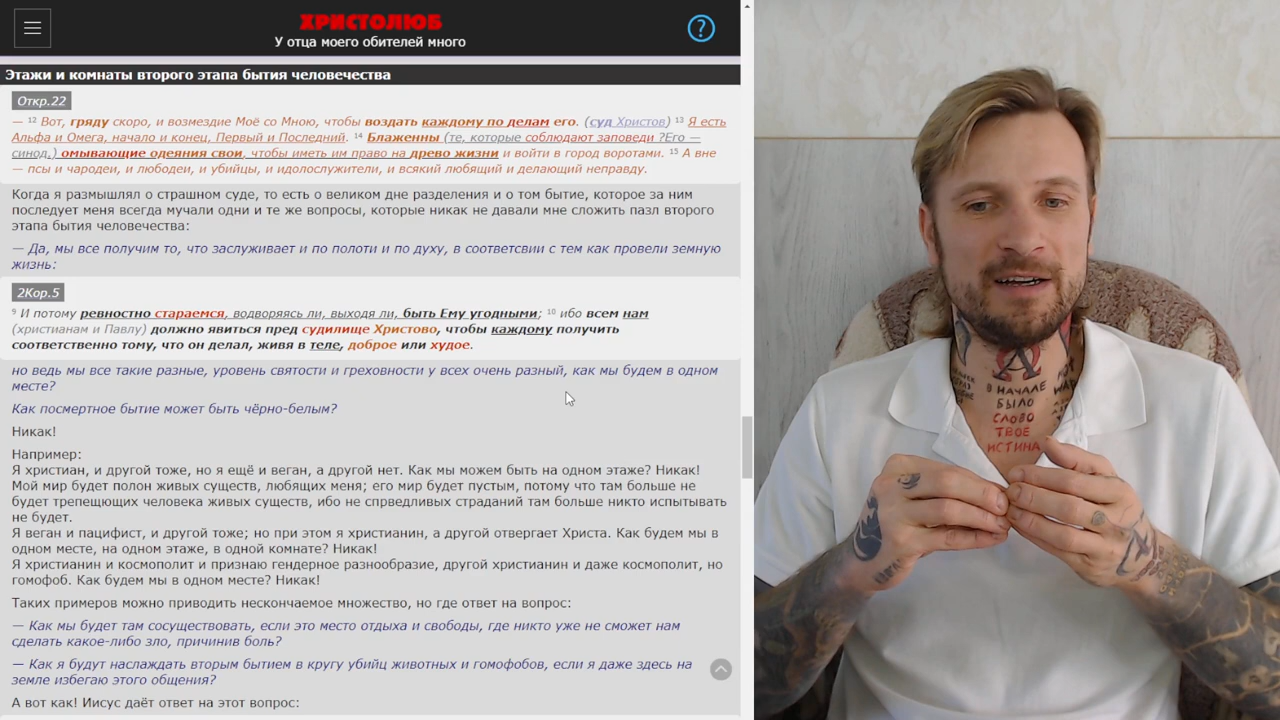 ХРИСТОЛЮБ
У отца моего обителей много
Этажи и комнаты второго этапа бытия человечества
Откр.22
— 12 Вот, гряду скоро, и возмездие Моё со Мною, чтобы воздать каждому по делам его. (суд Христов) 13 Я есть
Альфа и Омега, начало и конец, Первый и Последний. 14 Блаженны (те, которые соблюдают заповеди ?Его —
синод.) омывающие одеяния свои, чтобы иметь им право на древо жизни и войти в город воротами. 15 А вне
— псы и чародеи, и любодеи, и убийцы, и идолослужители, и всякий любящий и делающий неправду.
Когда я размышлял о страшном суде, то есть о великом дне разделения и о том бытие, которое за ним
последует меня всегда мучали одни и те же вопросы, которые никак не давали мне сложить пазл второго
этапа бытия человечества:
— Да, мы все получим то, что заслуживает и по полоти и по духу, в соответсвии с тем как провели земную
жизнь:
2Кор.5
9 И потому ревностно стараемся, водворяясь ли, выходя ли, быть Ему угодными; 10 ибо всем нам
(христианам и Павлу) должно явиться пред судилище Христово, чтобы каждому получить
соответственно тому, что он делал, живя в теле, доброе или худое.
но ведь мы все такие разные, уровень святости и греховности у всех очень разный, как мы будем в одном
месте?
Как посмертное бытие может быть чёрно-белым?
Никак!
Например:
Я христиан, и другой тоже, но я ещё и веган, а другой нет. Как мы можем быть на одном этаже? Никак!
Мой мир будет полон живых существ, любящих меня; его мир будет пустым, потому что там больше не
будет трепещющих человека живых существ, ибо не спрведливых страданий там больше никто испытывать
не будет.
Я веган и пацифист, и другой тоже; но при этом я христианин, а другой отвергает Христа. Как будем мы в
одном месте, на одном этаже, в одной комнате? Никак!
Я христианин и космополит и признаю гендерное разнообразие, другой христианин и даже космополит, но
гомофоб. Как будем мы в одном месте? Никак!
Таких примеров можно приводить нескончаемое множество, но где ответ на вопрос:
— Как мы будет там сосуществовать, если это место отдыха и свободы, где никто уже не сможет нам
сделать какое-либо зло, причинив боль?
— Как я будут наслаждать вторым бытием в кругу убийц животных и гомофобов, если я даже здесь на
земле избегаю этого общения?
А вот как! Иисус даёт ответ на этот вопрос:
В НАЧАЛЕ
БЫЛО
СЛОВО
ТВОЕ
ИСТИНА